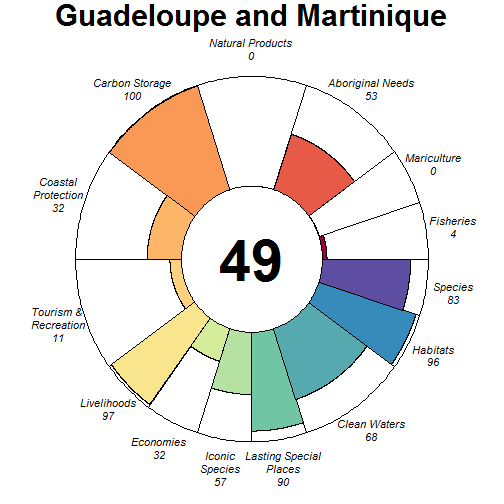 Guadeloupe and Martinique
Natural Products
0
Carbon Storage
100
Aboriginal Needs
53
Mariculture
0
Coastal
Protection
32
Fisheries
4
49
Species
83
Tourism &
Recreation
11
Habitats
96
Livelihoods
97
Clean Waters
68
Economies
32
Iconic
Species
57
Lasting Special
Places
90